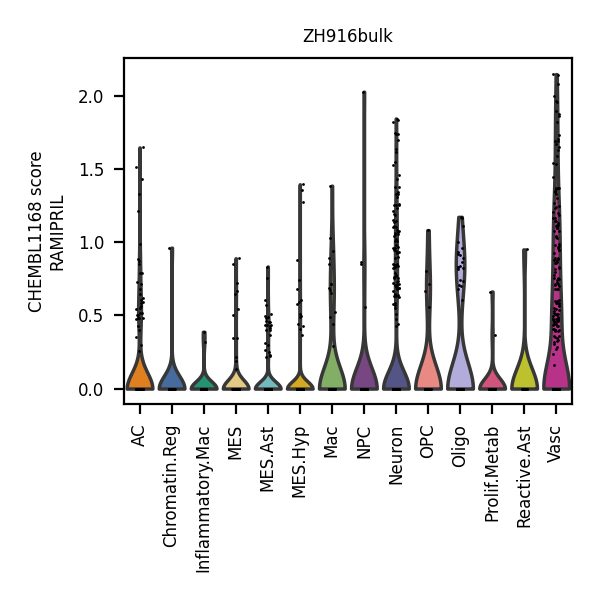 ZH916bulk
CHEMBL1168 score
RAMIPRIL
2.0
1.5
1.0
0.5
0.0
AC
Chromatin.Reg
Inflammatory.Mac
MES
MES.Ast
MES.Hyp
Mac
NPC
Neuron
OPC
Oligo
Prolif.Metab
Reactive.Ast
Vasc